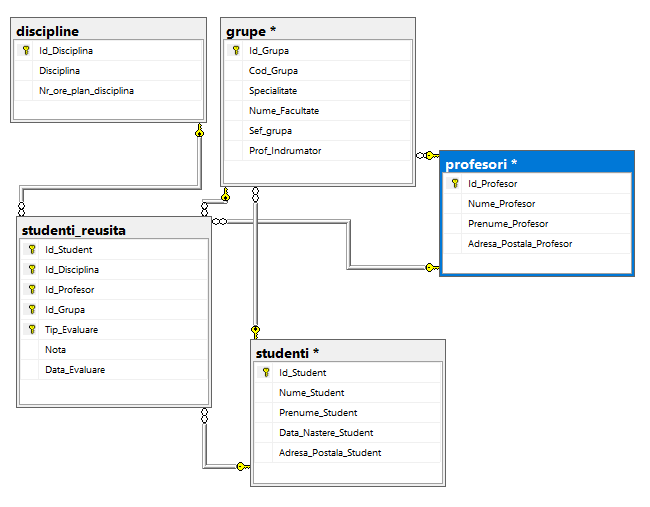 discipline
Id_Disciplina
Disciplina
Nr_ore_plan_disciplina
grupe *
Id_Grupa
Cod_Grupa
Specialitate
Nume_Facultate
Sef_grupa
Prof_Indrumator
profesori *
Id_Profesor
Nume_Profesor
Prenume_Profesor
Adresa_Postala_Profesor
studenti_reusita
Id_Student
Id_Disciplina
Id_Profesor
Id_Grupa
Tip_Evaluare
Nota
Data_Evaluare
studenti *
Id_Student
Nume_Student
Prenume_Student
Data_Nastere_Student
Adresa_Postala_Student